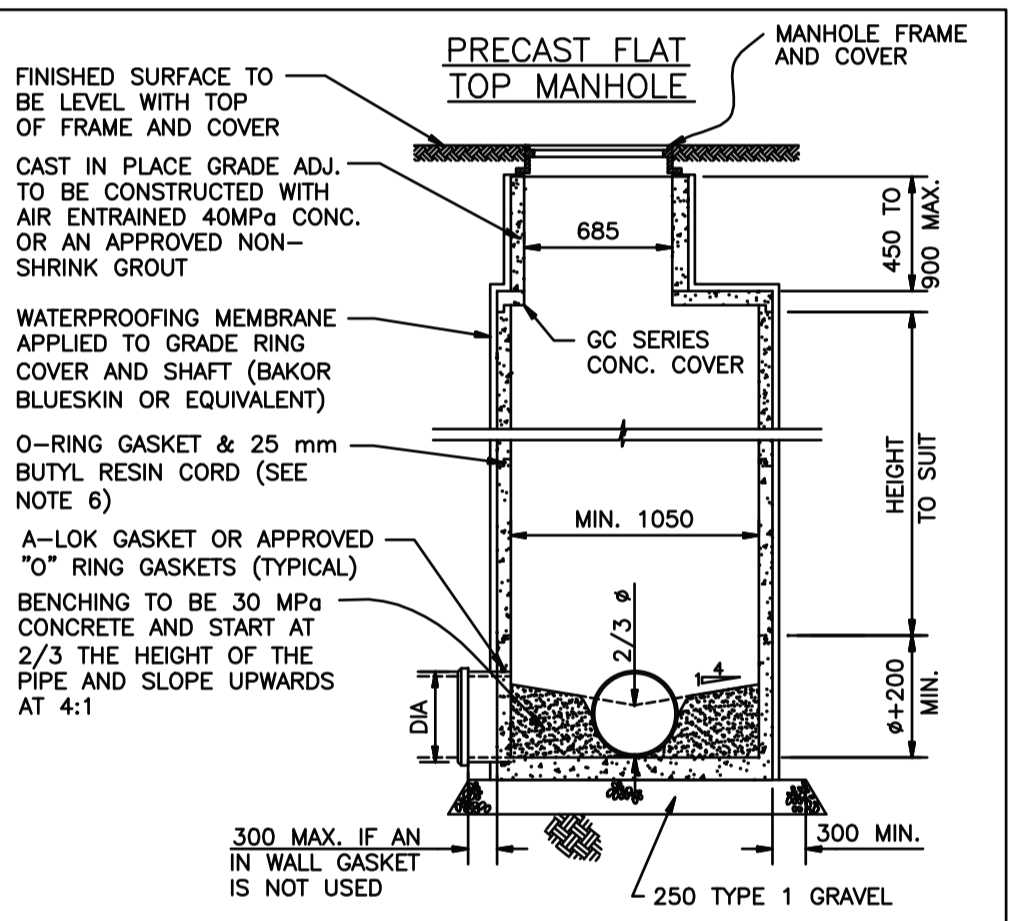 PRECAST FLAT
TOP MANHOLE
MANHOLE FRAME
AND COVER
FINISHED SURFACE TO
BE LEVEL WITH TOP
OF FRAME AND COVER
CAST IN PLACE GRADE ADJ.
TO BE CONSTRUCTED WITH
AIR ENTRAINED 40MPa CONC.
OR AN APPROVED NON-
SHRINK GROUT
WATERPROOFING MEMBRANE
APPLIED TO GRADE RING
COVER AND SHAFT (BAKOR
BLUESKIN OR EQUIVALENT)
O-RING GASKET & 25 mm
BUTYL RESIN CORD (SEE
NOTE 6)
A-LOK GASKET OR APPROVED
"O" RING GASKETS (TYPICAL)
BENCHING TO BE 30 MPa
CONCRETE AND START AT
2/3 THE HEIGHT OF THE
PIPE AND SLOPE UPWARDS
AT 4:1
685
450 TO
900 MAX.
GC SERIES
CONC. COVER
HEIGHT
TO SUIT
MIN. 1050
2/3 ø
1
4
ø+200
MIN.
DIA
300 MAX. IF AN
IN WALL GASKET
IS NOT USED
300 MIN.
250 TYPE 1 GRAVEL